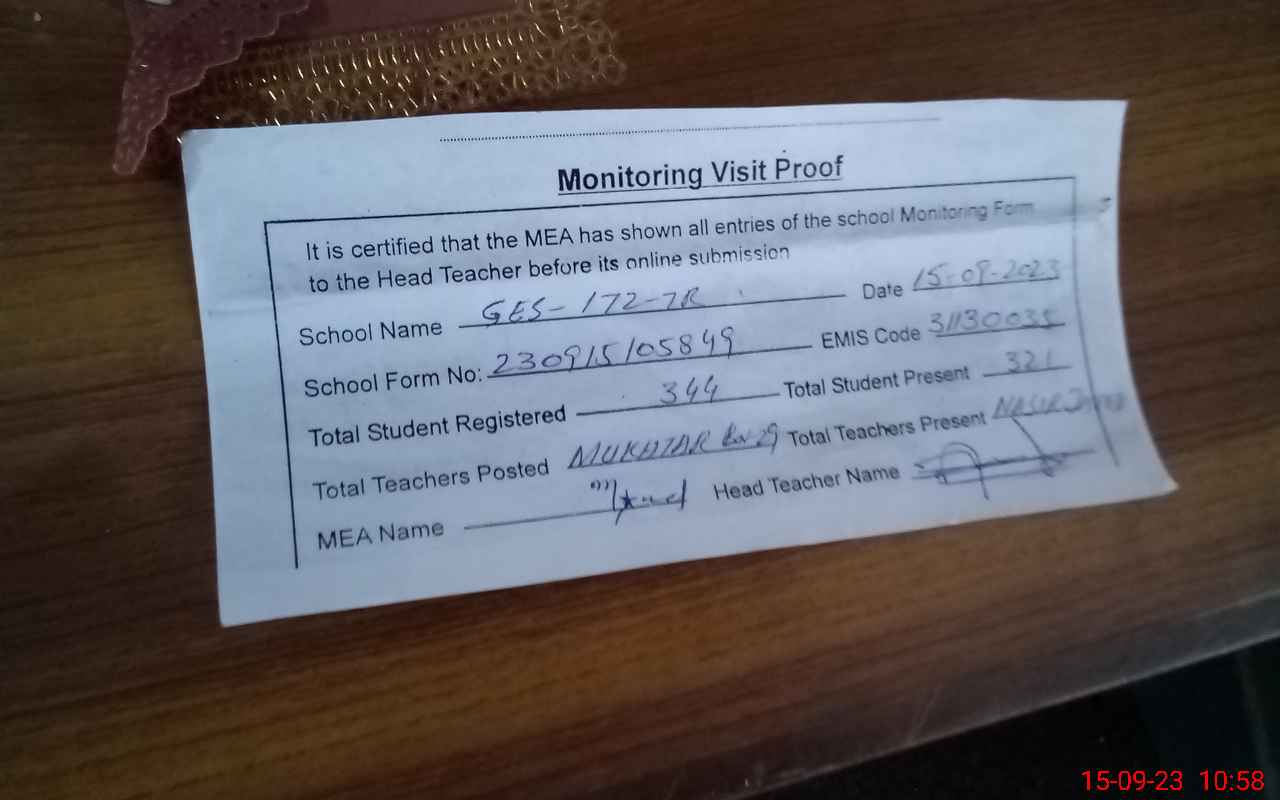 Monitoring Visit Proof
It is certified that the MEA has shown all entries of the school Monitoring Form
to the Head Teacher before its online submission
School Name GES-172-7R Date 15-09-2023
School Form No: 230915105849 EMIS Code 31130035
Total Student Registered 344 Total Student Present 321
Total Teachers Posted MUKHTAR Total Teachers Present NASIR
MEA Name Head Teacher Name
15-09-23 10:58